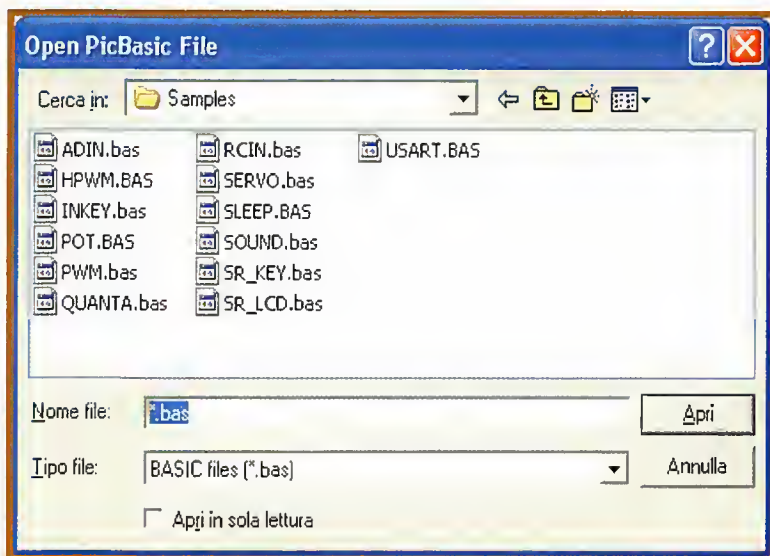 Open PicBasic File
Cerca in: Samples
ADIN.bas RCIN.bas USART.BAS
HPWM.BAS SERVO.bas
INKEY.bas SLEEP.BAS
POT.BAS SOUND.bas
PWM.bas SR_KEY.bas
QUANTA.bas SR_LCD.bas
Nome file: *.bas Apri
Tipo file: BASIC files (*.bas) Annulla
Apri in sola lettura